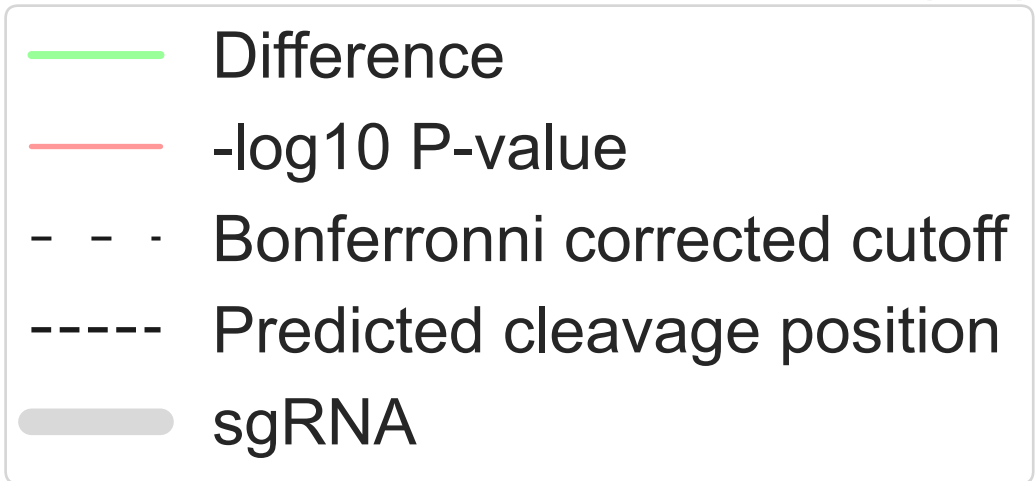 Difference
-log10 P-value
Bonferronni corrected cutoff
Predicted cleavage position
sgRNA